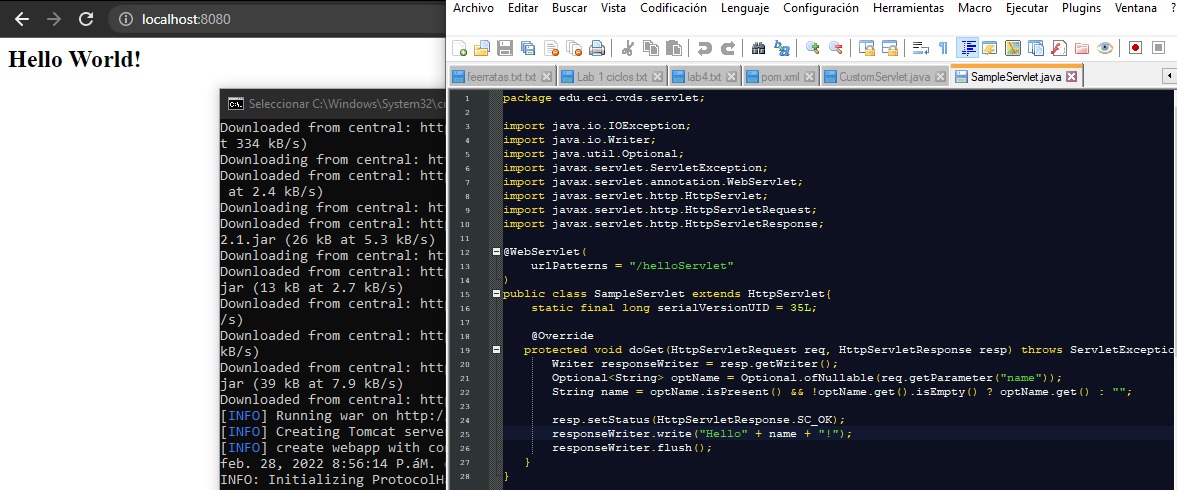 localhost:8080
Hello World!
Seleccionar C:\Windows\System32\
Downloaded from central:
t 334 kB/s)
Downloading from central:
Downloaded from central:
at 2.4 kB/s)
Downloading from central:
Downloaded from central:
2.1.jar (26 kB at 5.3 kB/s)
Downloading from central:
Downloaded from central:
jar (13 kB at 2.7 kB/s)
Downloaded from central:
/s)
Downloaded from central:
kB/s)
Downloaded from central:
jar (39 kB at 7.9 kB/s)
Downloaded from central:
[INFO] Running war on http:/
[INFO] Creating Tomcat serve
[INFO] create webapp with co
feb. 28, 2022 8:56:14 P.áM.
INFO: Initializing ProtocolH
Archivo Editar Buscar Vista Codificación Lenguaje Configuración Herramientas Macro Ejecutar Plugins Ventana ?
feerratas.txt.txt Lab 1 ciclos.txt lab4.txt pom.xml CustomServlet.java SampleServlet.java
1 package edu.eci.cvds.servlet;
2
3 import java.io.IOException;
4 import java.io.Writer;
5 import java.util.Optional;
6 import javax.servlet.ServletException;
7 import javax.servlet.annotation.WebServlet;
8 import javax.servlet.http.HttpServlet;
9 import javax.servlet.http.HttpServletRequest;
10 import javax.servlet.http.HttpServletResponse;
11
12 @WebServlet(
13 urlPatterns = "/helloServlet"
14 )
15 public class SampleServlet extends HttpServlet{
16 static final long serialVersionUID = 35L;
17
18 @Override
19 protected void doGet(HttpServletRequest req, HttpServletResponse resp) throws ServletExceptio
20 Writer responseWriter = resp.getWriter();
21 Optional<String> optName = Optional.ofNullable(req.getParameter("name"));
22 String name = optName.isPresent() && !optName.get().isEmpty() ? optName.get() : "";
23
24 resp.setStatus(HttpServletResponse.SC_OK);
25 responseWriter.write("Hello" + name + "!");
26 responseWriter.flush();
27 }
28 }